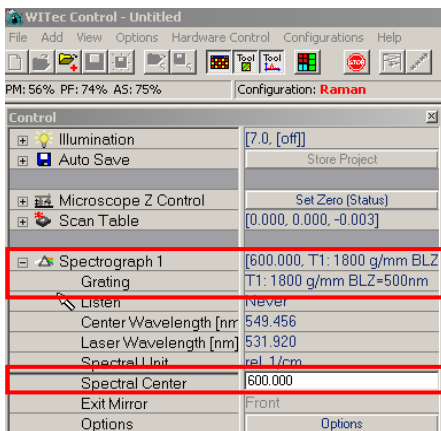 WITec Control - Untitled
File Add View Options Hardware Control Configurations Help
Tool Tool
STOP
PM: 56% PF: 74% AS: 75% Configuration: Raman
Control
Illumination [7.0, [off]]
Auto Save Store Project
Microscope Z Control Set Zero (Status)
Scan Table [0.000, 0.000, -0.003]
Spectrograph 1 [600.000, T1: 1800 g/mm BLZ
Grating T1: 1800 g/mm BLZ=500nm
Listen Never
Center Wavelength [nm 549.456
Laser Wavelength [nm] 531.920
Spectral Unit rel. 1/cm
Spectral Center 600.000
Exit Mirror Front
Options Options